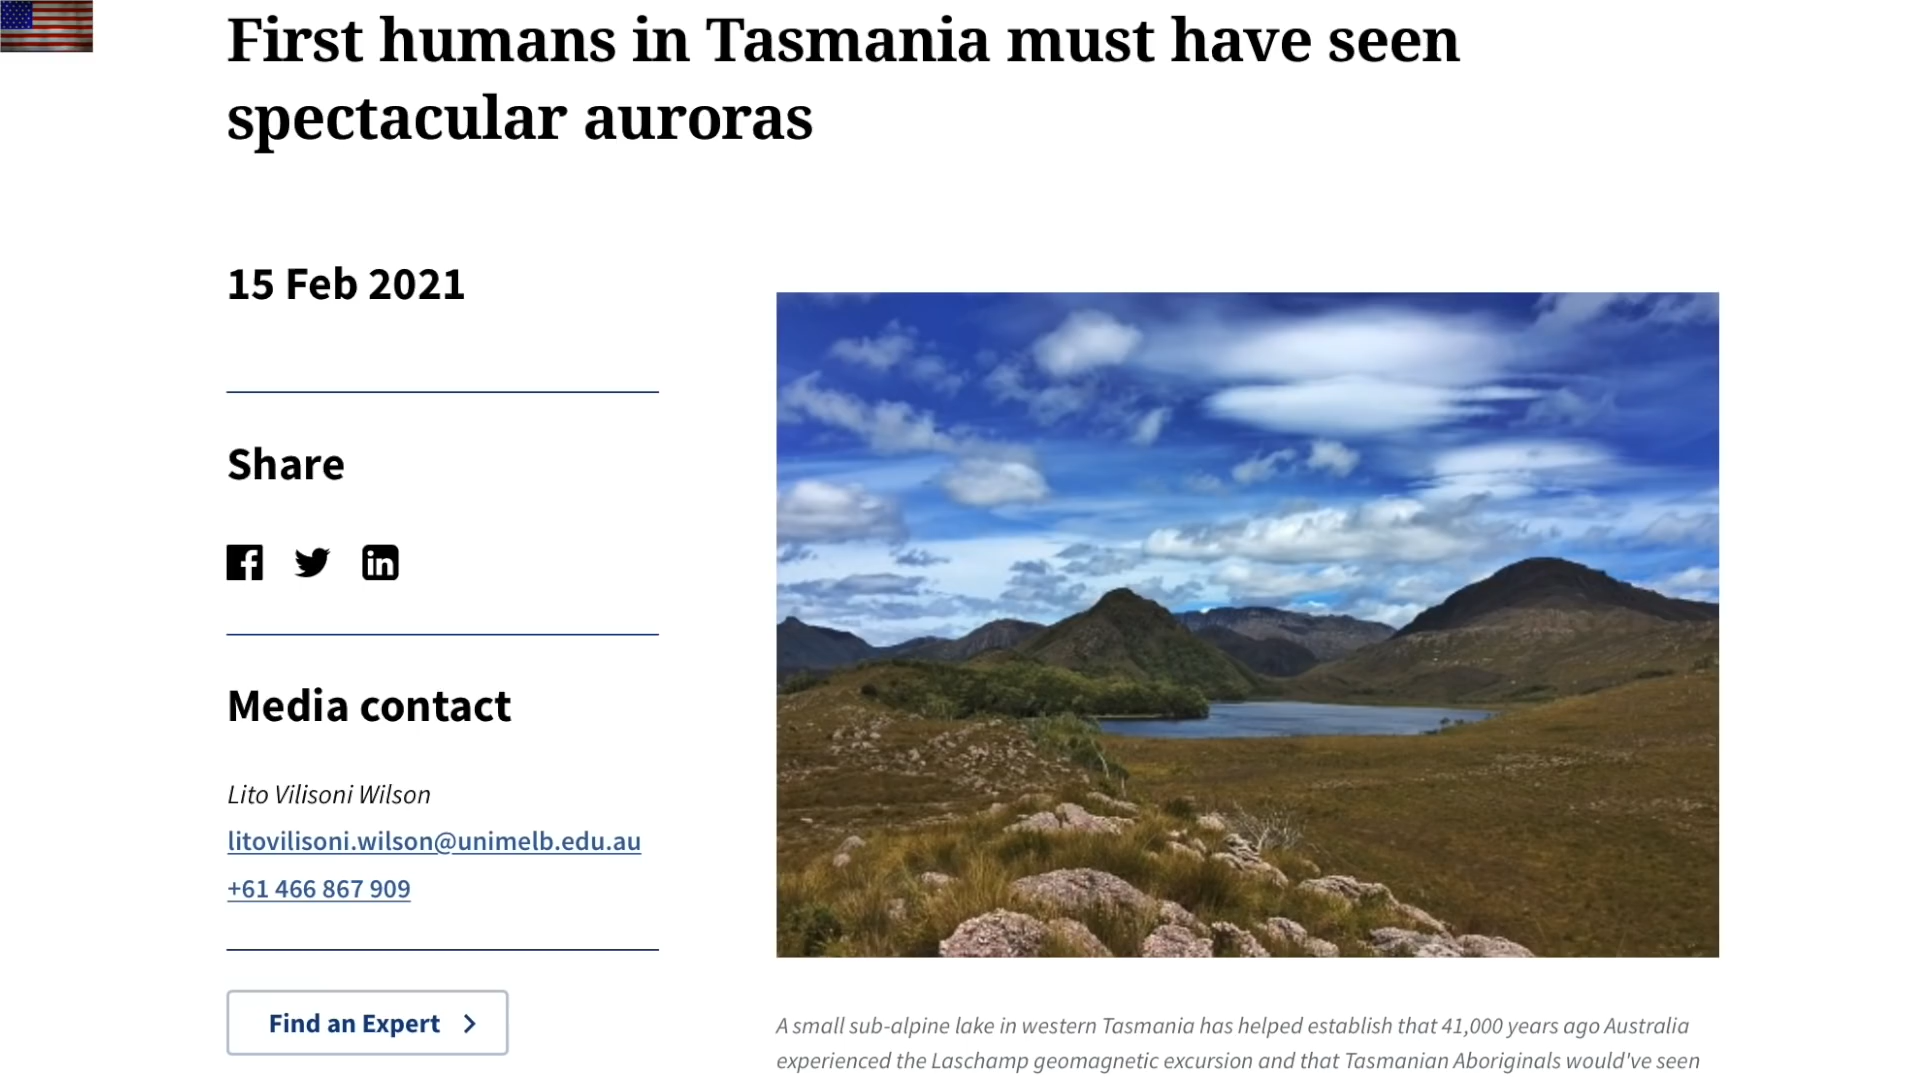 First humans in Tasmania must have seen
spectacular auroras
15 Feb 2021
Share
Media contact
Lito Vilisoni Wilson
litovilisoni.wilson@unimelb.edu.au
+61 466 867 909
Find an Expert
A small sub-alpine lake in western Tasmania has helped establish that 41,000 years ago Australia
experienced the Laschamp geomagnetic excursion and that Tasmanian Aboriginals would've seen